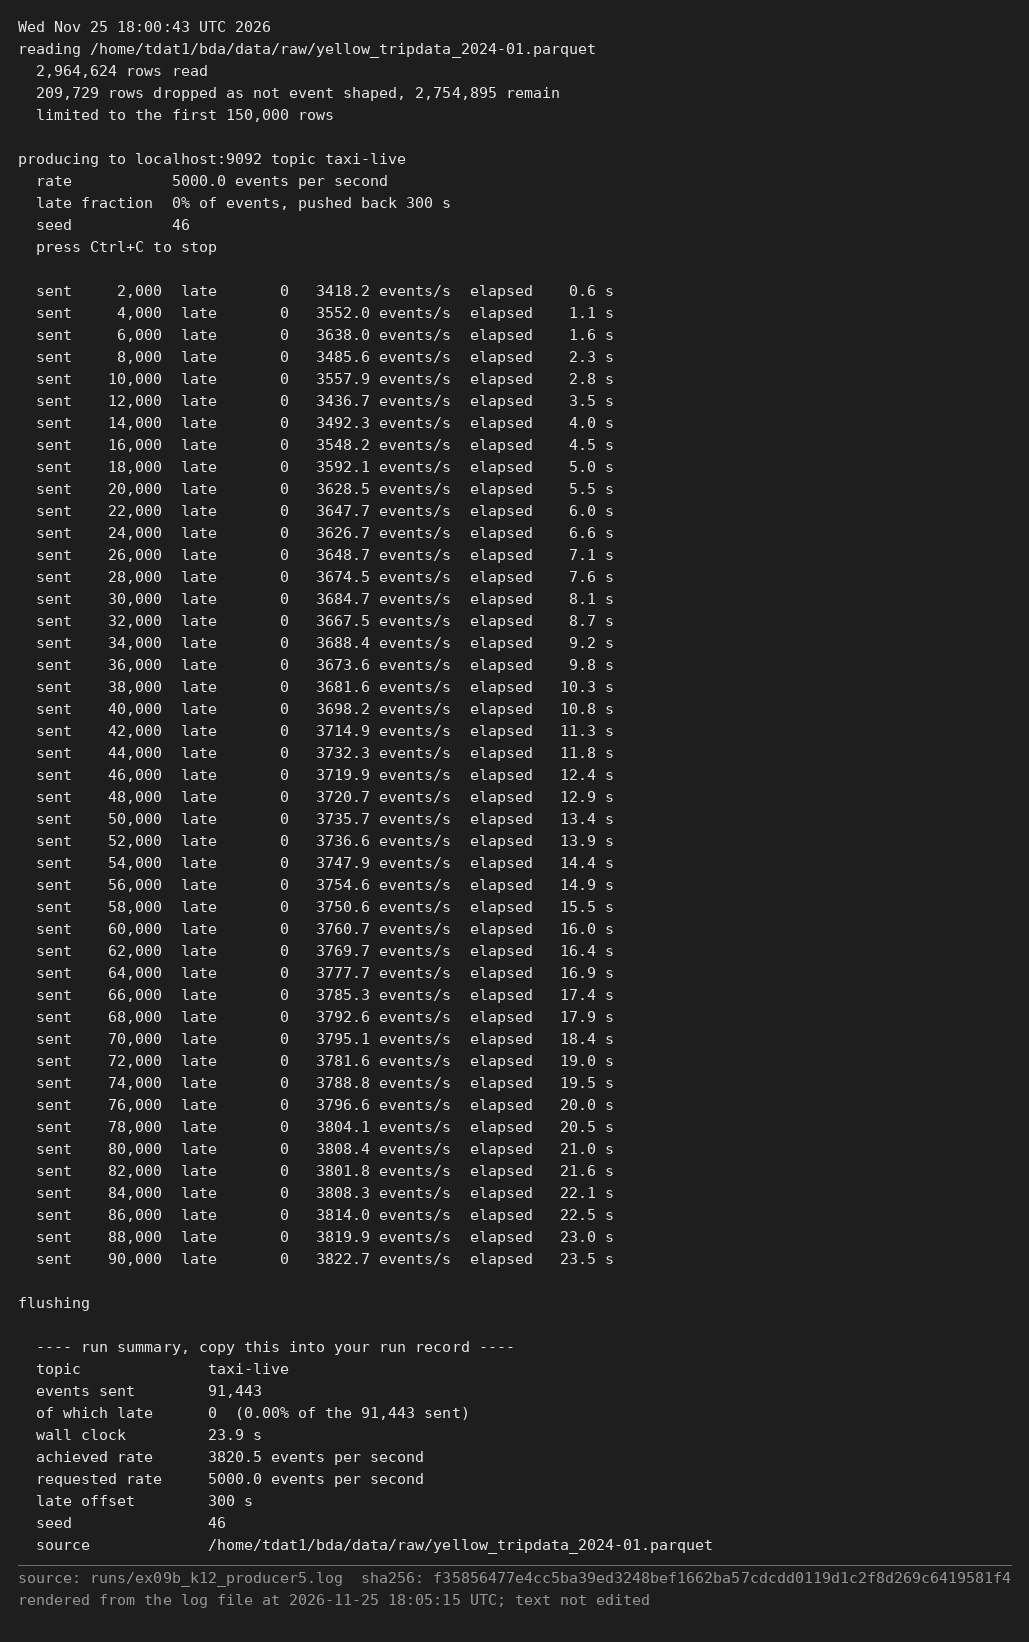 Wed Nov 25 18:00:43 UTC 2026
reading /home/tdat1/bda/data/raw/yellow_tripdata_2024-01.parquet
  2,964,624 rows read
  209,729 rows dropped as not event shaped, 2,754,895 remain
  limited to the first 150,000 rows

producing to localhost:9092 topic taxi-live
  rate           5000.0 events per second
  late fraction  0% of events, pushed back 300 s
  seed           46
  press Ctrl+C to stop

  sent     2,000  late       0   3418.2 events/s  elapsed    0.6 s
  sent     4,000  late       0   3552.0 events/s  elapsed    1.1 s
  sent     6,000  late       0   3638.0 events/s  elapsed    1.6 s
  sent     8,000  late       0   3485.6 events/s  elapsed    2.3 s
  sent    10,000  late       0   3557.9 events/s  elapsed    2.8 s
  sent    12,000  late       0   3436.7 events/s  elapsed    3.5 s
  sent    14,000  late       0   3492.3 events/s  elapsed    4.0 s
  sent    16,000  late       0   3548.2 events/s  elapsed    4.5 s
  sent    18,000  late       0   3592.1 events/s  elapsed    5.0 s
  sent    20,000  late       0   3628.5 events/s  elapsed    5.5 s
  sent    22,000  late       0   3647.7 events/s  elapsed    6.0 s
  sent    24,000  late       0   3626.7 events/s  elapsed    6.6 s
  sent    26,000  late       0   3648.7 events/s  elapsed    7.1 s
  sent    28,000  late       0   3674.5 events/s  elapsed    7.6 s
  sent    30,000  late       0   3684.7 events/s  elapsed    8.1 s
  sent    32,000  late       0   3667.5 events/s  elapsed    8.7 s
  sent    34,000  late       0   3688.4 events/s  elapsed    9.2 s
  sent    36,000  late       0   3673.6 events/s  elapsed    9.8 s
  sent    38,000  late       0   3681.6 events/s  elapsed   10.3 s
  sent    40,000  late       0   3698.2 events/s  elapsed   10.8 s
  sent    42,000  late       0   3714.9 events/s  elapsed   11.3 s
  sent    44,000  late       0   3732.3 events/s  elapsed   11.8 s
  sent    46,000  late       0   3719.9 events/s  elapsed   12.4 s
  sent    48,000  late       0   3720.7 events/s  elapsed   12.9 s
  sent    50,000  late       0   3735.7 events/s  elapsed   13.4 s
  sent    52,000  late       0   3736.6 events/s  elapsed   13.9 s
  sent    54,000  late       0   3747.9 events/s  elapsed   14.4 s
  sent    56,000  late       0   3754.6 events/s  elapsed   14.9 s
  sent    58,000  late       0   3750.6 events/s  elapsed   15.5 s
  sent    60,000  late       0   3760.7 events/s  elapsed   16.0 s
  sent    62,000  late       0   3769.7 events/s  elapsed   16.4 s
  sent    64,000  late       0   3777.7 events/s  elapsed   16.9 s
  sent    66,000  late       0   3785.3 events/s  elapsed   17.4 s
  sent    68,000  late       0   3792.6 events/s  elapsed   17.9 s
  sent    70,000  late       0   3795.1 events/s  elapsed   18.4 s
  sent    72,000  late       0   3781.6 events/s  elapsed   19.0 s
  sent    74,000  late       0   3788.8 events/s  elapsed   19.5 s
  sent    76,000  late       0   3796.6 events/s  elapsed   20.0 s
  sent    78,000  late       0   3804.1 events/s  elapsed   20.5 s
  sent    80,000  late       0   3808.4 events/s  elapsed   21.0 s
  sent    82,000  late       0   3801.8 events/s  elapsed   21.6 s
  sent    84,000  late       0   3808.3 events/s  elapsed   22.1 s
  sent    86,000  late       0   3814.0 events/s  elapsed   22.5 s
  sent    88,000  late       0   3819.9 events/s  elapsed   23.0 s
  sent    90,000  late       0   3822.7 events/s  elapsed   23.5 s

flushing

  ---- run summary, copy this into your run record ----
  topic              taxi-live
  events sent        91,443
  of which late      0  (0.00% of the 91,443 sent)
  wall clock         23.9 s
  achieved rate      3820.5 events per second
  requested rate     5000.0 events per second
  late offset        300 s
  seed               46
  source             /home/tdat1/bda/data/raw/yellow_tripdata_2024-01.parquet
source: runs/ex09b_k12_producer5.log  sha256: f35856477e4cc5ba39ed3248bef1662ba57cdcdd0119d1c2f8d269c6419581f4
rendered from the log file at 2026-11-25 18:05:15 UTC; text not edited